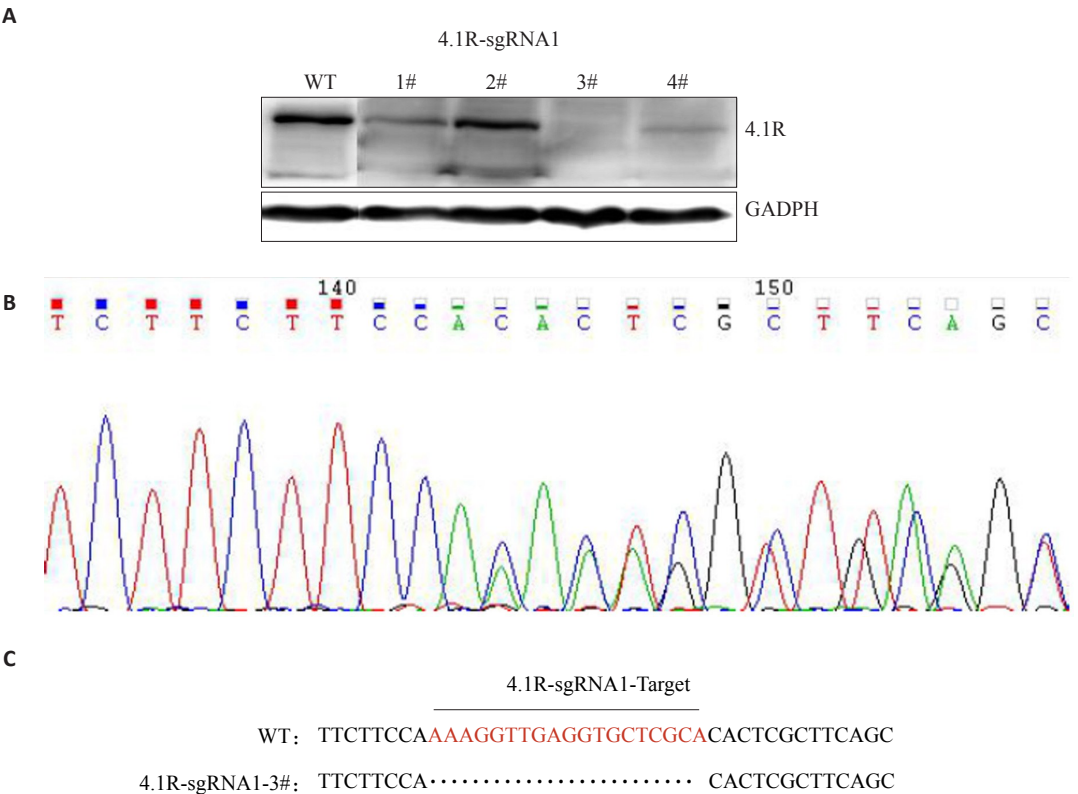 A
4.1R-sgRNA1
WT 1# 2# 3# 4#
4.1R
GADPH
B
140 150
T C T T C T T C C A C A C T C G C T T C A G C
C
4.1R-sgRNA1-Target
WT: TTCTTCCAAAAGGTTGAGGTGCTCGCACACTCGCTTCAGC
4.1R-sgRNA1-3#: TTCTTCCA························ CACTCGCTTCAGC